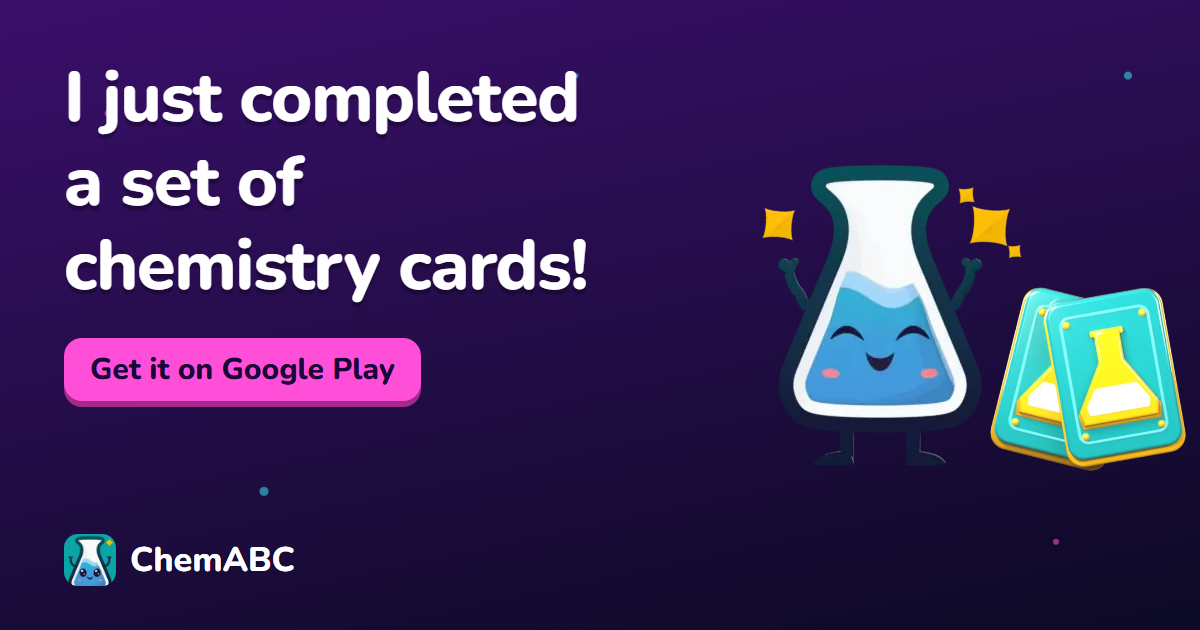 I just completed
a set of
chemistry cards!
Get it on Google Play
ChemABC